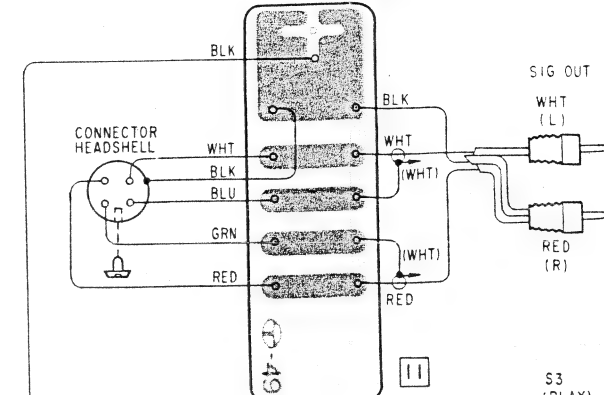 BLK
SIG OUT
BLK
WHT
(L)
CONNECTOR
HEADSHELL
WHT
WHT
BLK
(WHT)
BLU
GRN
(WHT)
RED
(R)
RED
RED
T-49
11
S3
(PLAY)